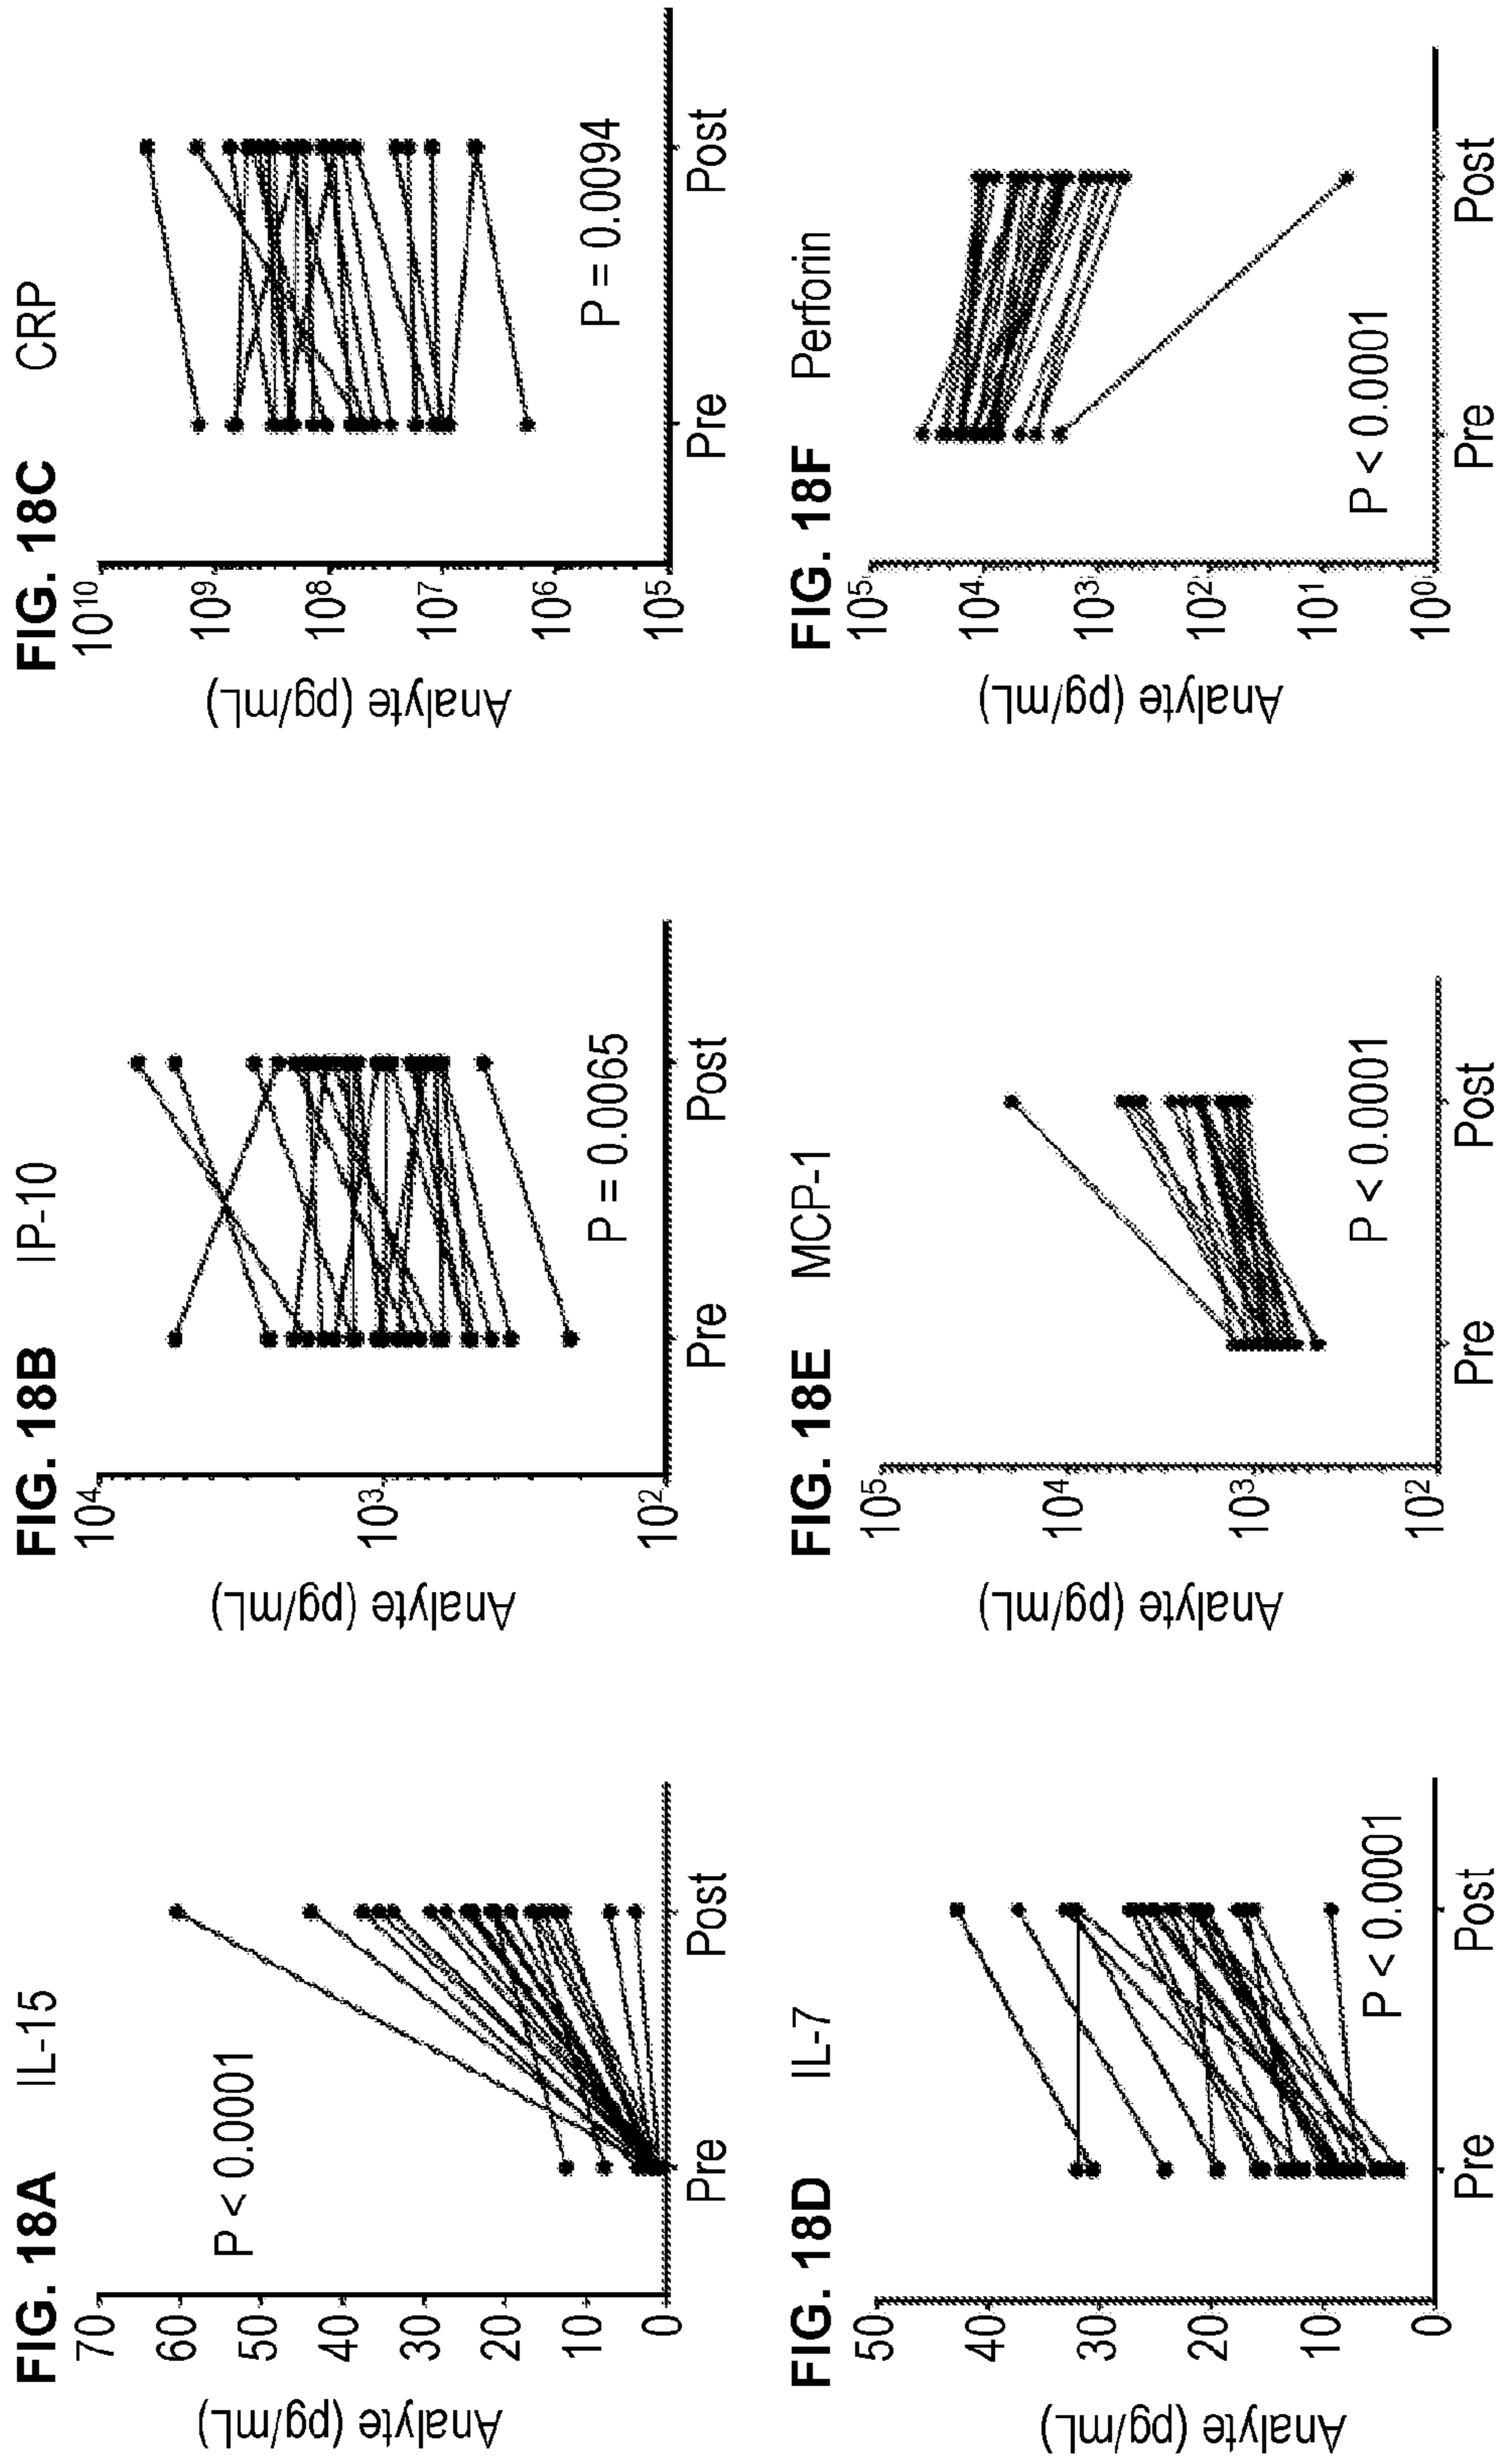 FIG. 18A IL-15
Analyte (pg/mL)
70
60
50
40
30
20
10
0
P < 0.0001
Pre Post
FIG. 18B IP-10
Analyte (pg/mL)
10⁴
10³
10²
P = 0.0065
Pre Post
FIG. 18C CRP
Analyte (pg/mL)
10¹⁰
10⁹
10⁸
10⁷
10⁶
10⁵
P = 0.0094
Pre Post
FIG. 18D IL-7
Analyte (pg/mL)
50
40
30
20
10
0
P < 0.0001
Pre Post
FIG. 18E MCP-1
Analyte (pg/mL)
10⁵
10⁴
10³
10²
P < 0.0001
Pre Post
FIG. 18F Perforin
Analyte (pg/mL)
10⁵
10⁴
10³
10²
10¹
10⁰
P < 0.0001
Pre Post